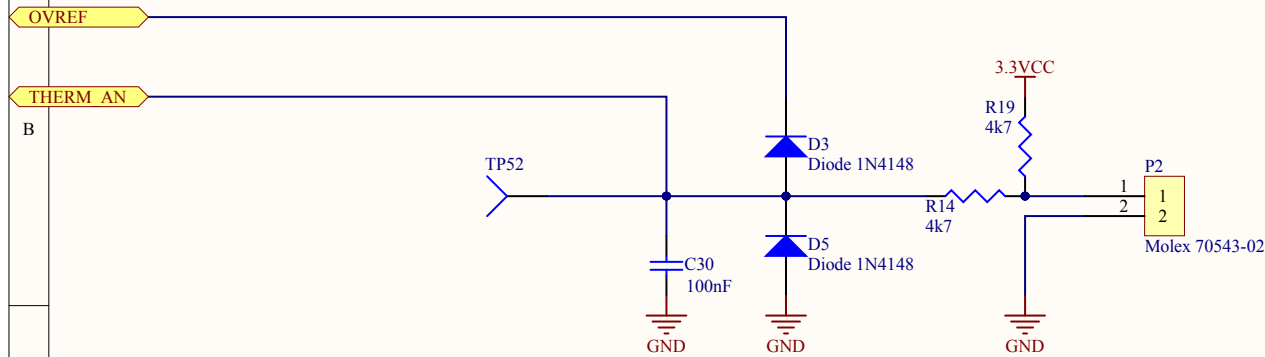 OVREF
THERM_AN
B
3.3VCC
R19
4k7
D3
Diode 1N4148
TP52
P2
1
1
2
2
R14
4k7
Molex 70543-02
D5
Diode 1N4148
C30
100nF
GND
GND
GND